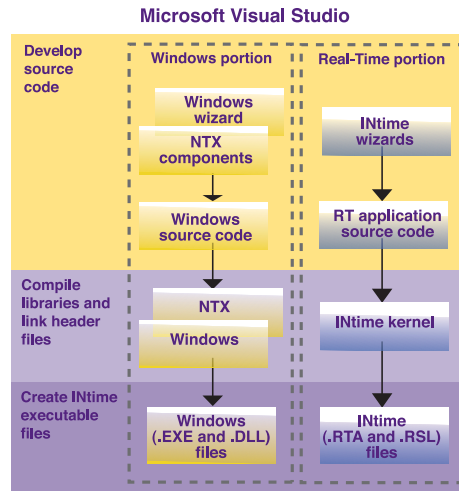 Microsoft Visual Studio
Develop
source
code
Windows portion
Real-Time portion
Windows
wizard
NTX
components
INtime
wizards
Windows
source code
RT application
source code
Compile
libraries and
link header
files
NTX
Windows
INtime kernel
Create INtime
executable
files
Windows
(.EXE and .DLL)
files
INtime
(.RTA and .RSL)
files